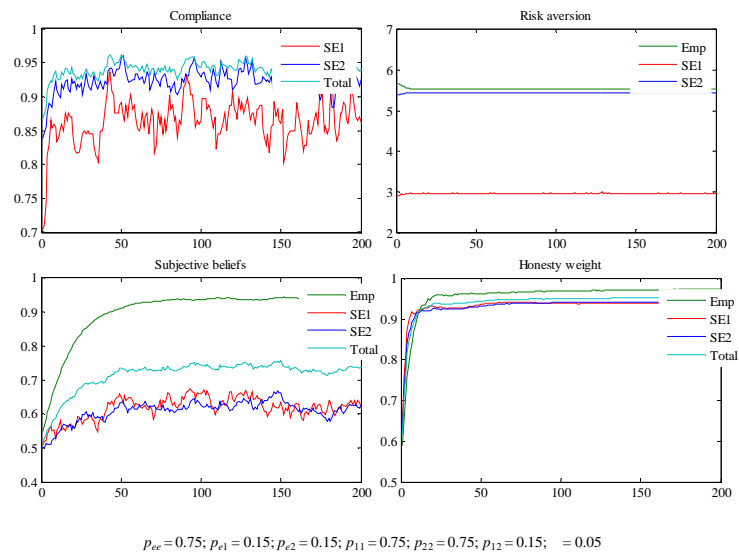 Compliance
1
0.95
0.9
0.85
0.8
0.75
0.7
0 50 100 150 200
SE1
SE2
Total
Risk aversion
7
6
5
4
3
2
0 50 100 150 200
Emp
SE1
SE2
Subjective beliefs
1
0.9
0.8
0.7
0.6
0.5
0.4
0 50 100 150 200
Emp
SE1
SE2
Total
Honesty weight
1
0.9
0.8
0.7
0.6
0.5
0 50 100 150 200
Emp
SE1
SE2
Total
p_ee = 0.75; p_e1 = 0.15; p_e2 = 0.15; p_11 = 0.75; p_22 = 0.75; p_12 = 0.15; = 0.05